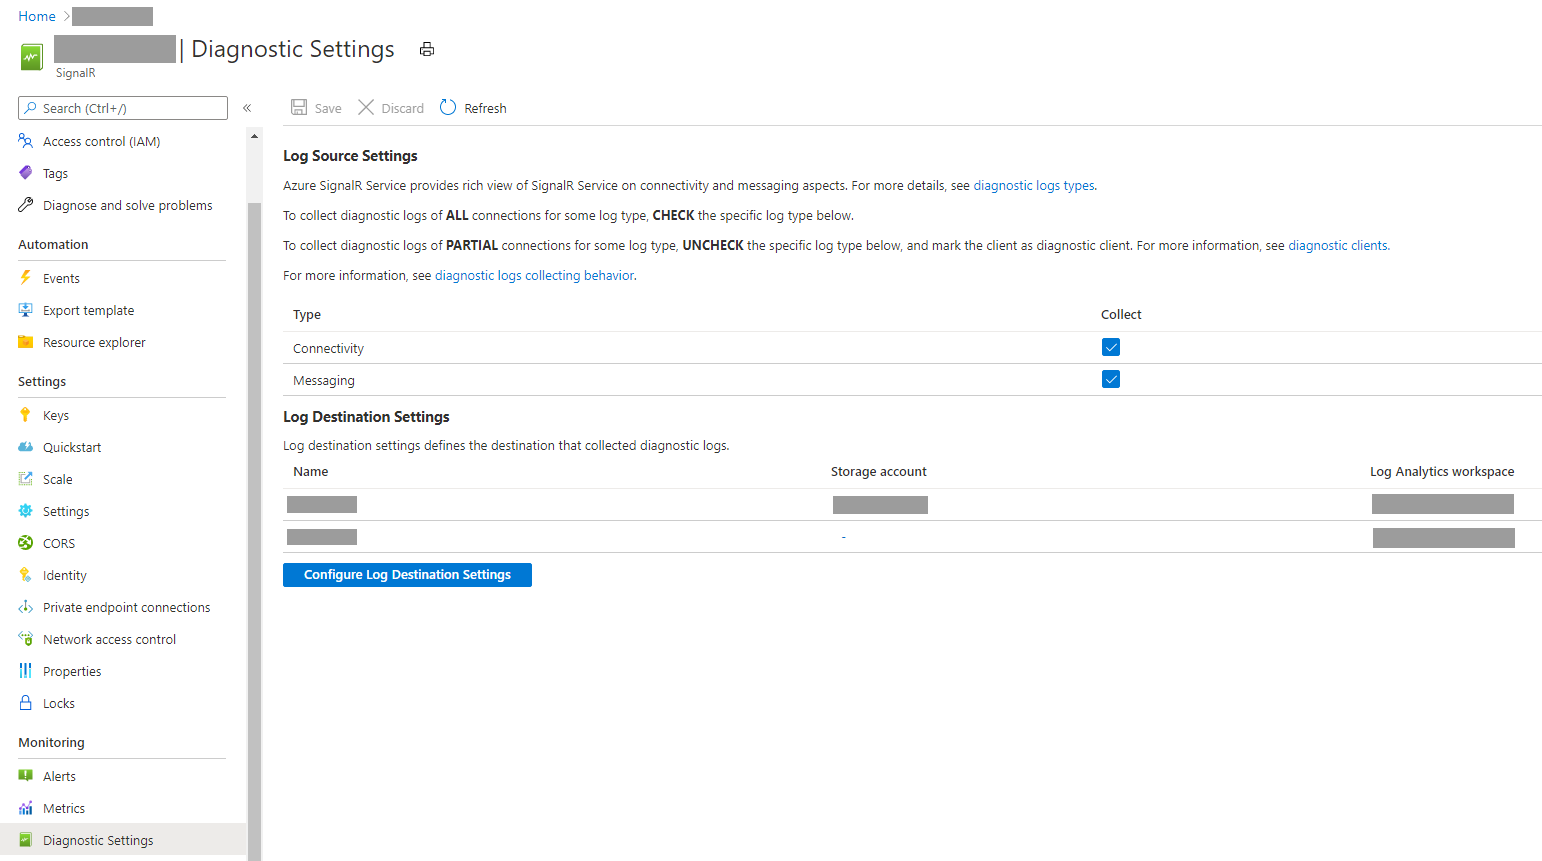 Home >
| Diagnostic Settings
SignalR
Search (Ctrl+/)
«
Access control (IAM)
Tags
Diagnose and solve problems
Automation
Events
Export template
Resource explorer
Settings
Keys
Quickstart
Scale
Settings
CORS
Identity
Private endpoint connections
Network access control
Properties
Locks
Monitoring
Alerts
Metrics
Diagnostic Settings
Save Discard Refresh
Log Source Settings
Azure SignalR Service provides rich view of SignalR Service on connectivity and messaging aspects. For more details, see diagnostic logs types.
To collect diagnostic logs of ALL connections for some log type, CHECK the specific log type below.
To collect diagnostic logs of PARTIAL connections for some log type, UNCHECK the specific log type below, and mark the client as diagnostic client. For more information, see diagnostic clients.
For more information, see diagnostic logs collecting behavior.
Type Collect
Connectivity
Messaging
Log Destination Settings
Log destination settings defines the destination that collected diagnostic logs.
Name Storage account Log Analytics workspace
-
Configure Log Destination Settings